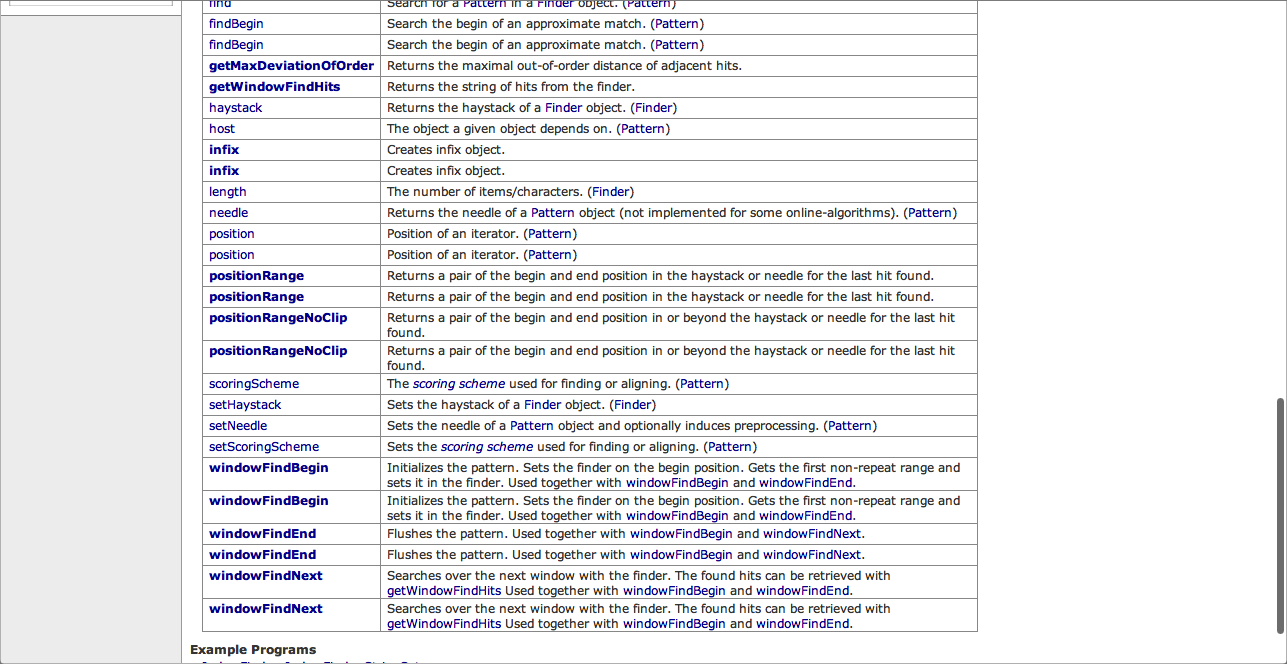 find Search for a Pattern in a Finder object. (Pattern)
findBegin Search the begin of an approximate match. (Pattern)
findBegin Search the begin of an approximate match. (Pattern)
getMaxDeviationOfOrder Returns the maximal out-of-order distance of adjacent hits.
getWindowFindHits Returns the string of hits from the finder.
haystack Returns the haystack of a Finder object. (Finder)
host The object a given object depends on. (Pattern)
infix Creates infix object.
infix Creates infix object.
length The number of items/characters. (Finder)
needle Returns the needle of a Pattern object (not implemented for some online-algorithms). (Pattern)
position Position of an iterator. (Pattern)
position Position of an iterator. (Pattern)
positionRange Returns a pair of the begin and end position in the haystack or needle for the last hit found.
positionRange Returns a pair of the begin and end position in the haystack or needle for the last hit found.
positionRangeNoClip Returns a pair of the begin and end position in or beyond the haystack or needle for the last hit
found.
positionRangeNoClip Returns a pair of the begin and end position in or beyond the haystack or needle for the last hit
found.
scoringScheme The scoring scheme used for finding or aligning. (Pattern)
setHaystack Sets the haystack of a Finder object. (Finder)
setNeedle Sets the needle of a Pattern object and optionally induces preprocessing. (Pattern)
setScoringScheme Sets the scoring scheme used for finding or aligning. (Pattern)
windowFindBegin Initializes the pattern. Sets the finder on the begin position. Gets the first non-repeat range and
sets it in the finder. Used together with windowFindBegin and windowFindEnd.
windowFindBegin Initializes the pattern. Sets the finder on the begin position. Gets the first non-repeat range and
sets it in the finder. Used together with windowFindBegin and windowFindEnd.
windowFindEnd Flushes the pattern. Used together with windowFindBegin and windowFindNext.
windowFindEnd Flushes the pattern. Used together with windowFindBegin and windowFindNext.
windowFindNext Searches over the next window with the finder. The found hits can be retrieved with
getWindowFindHits Used together with windowFindBegin and windowFindEnd.
windowFindNext Searches over the next window with the finder. The found hits can be retrieved with
getWindowFindHits Used together with windowFindBegin and windowFindEnd.
Example Programs